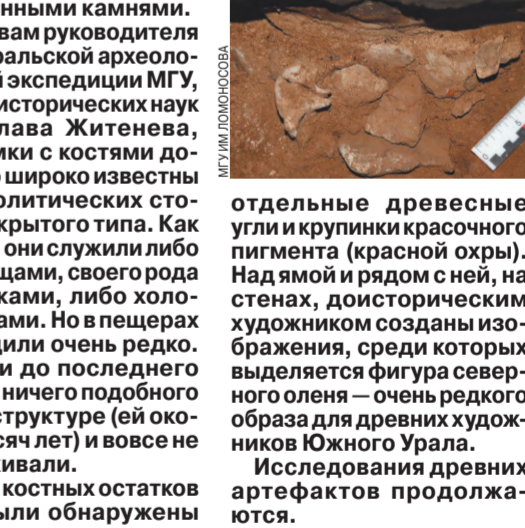 нными камнями.
вам руководителя
ральской археоло-
экспедиции МГУ,
исторических наук
лава Житенева,
мки с костями до-
широко известны
олитических сто-
крытого типа. Как
они служили либо
щами, своего рода
ками, либо холо-
ами. Но в пещерах
дили очень редко.
и до последнего
ничего подобного
структуре (ей око-
сяч лет) и вовсе не
живали.
костных остатков
ыли обнаружены
МГУ ИМ ЛОМОНОСОВА
отдельные древесные
угли и крупинки красочного
пигмента (красной охры).
Над ямой и рядом с ней, на
стенах, доисторическим
художником созданы изо-
бражения, среди которых
выделяется фигура север-
ного оленя — очень редкого
образа для древних худож-
ников Южного Урала.
Исследования древних
артефактов продолжа-
ются.